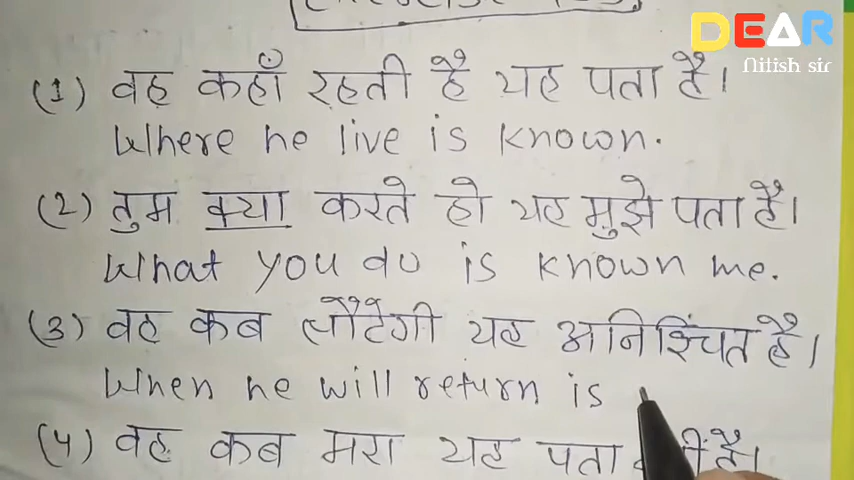 DEAR
Nitish sir
(1) वह कहाँ रहती है यह पता है।
Where he live is known.
(2) तुम क्या करते हो यह मुझे पता है।
What you do is known me.
(3) वह कब लौटेगी यह अनिश्चित है।
When he will return is
(4) वह कब मरा यह पता है।